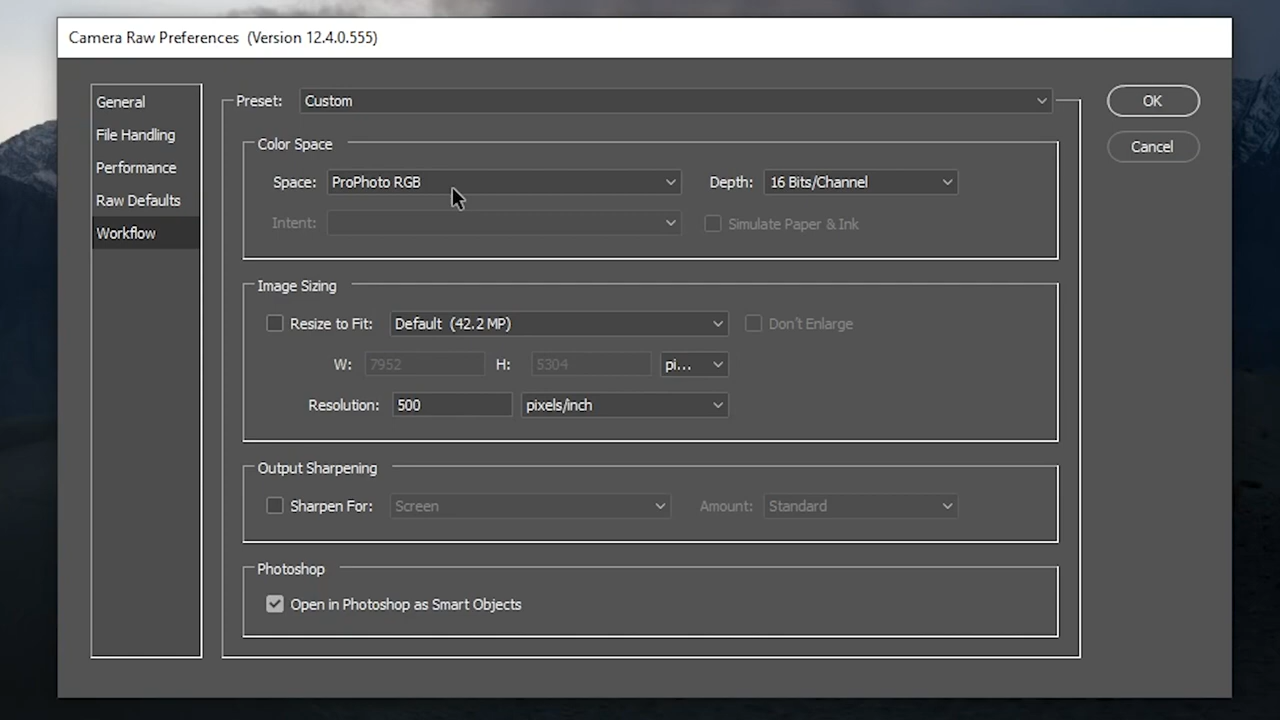 Camera Raw Preferences  (Version 12.4.0.555)
General
File Handling
Performance
Raw Defaults
Workflow
Preset: Custom
OK
Cancel
Color Space
Space: ProPhoto RGB Depth: 16 Bits/Channel
Intent: Simulate Paper & Ink
Image Sizing
Resize to Fit: Default  (42.2 MP) Don't Enlarge
W: 7952 H: 5304 pi...
Resolution: 500 pixels/inch
Output Sharpening
Sharpen For: Screen Amount: Standard
Photoshop
Open in Photoshop as Smart Objects